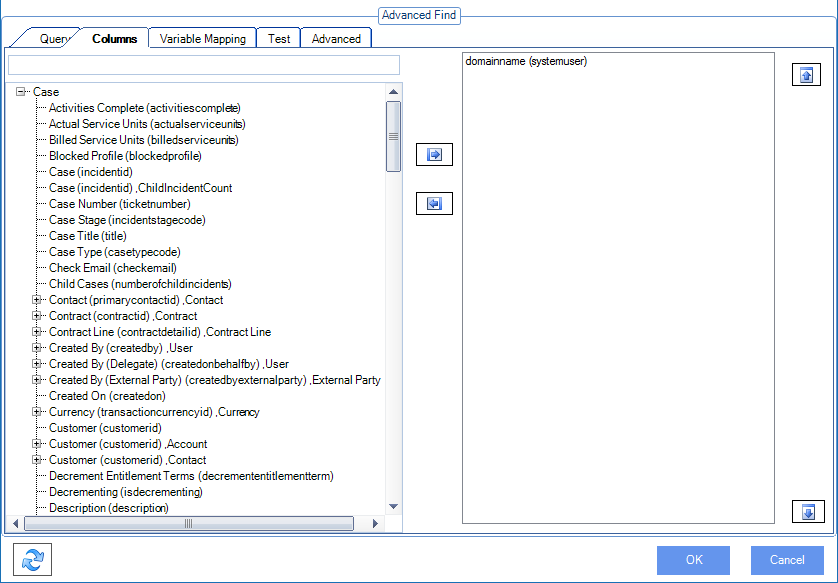 Advanced Find
Query
Columns
Variable Mapping
Test
Advanced
Case
Activities Complete (activitiescomplete)
Actual Service Units (actualserviceunits)
Billed Service Units (billedserviceunits)
Blocked Profile (blockedprofile)
Case (incidentid)
Case (incidentid) ,ChildIncidentCount
Case Number (ticketnumber)
Case Stage (incidentstagecode)
Case Title (title)
Case Type (casetypecode)
Check Email (checkemail)
Child Cases (numberofchildincidents)
Contact (primarycontactid) ,Contact
Contract (contractid) ,Contract
Contract Line (contractdetailid) ,Contract Line
Created By (createdby) ,User
Created By (Delegate) (createdonbehalfby) ,User
Created By (External Party) (createdbyexternalparty) ,External Party
Created On (createdon)
Currency (transactioncurrencyid) ,Currency
Customer (customerid)
Customer (customerid) ,Account
Customer (customerid) ,Contact
Decrement Entitlement Terms (decremententitlementterm)
Decrementing (isdecrementing)
Description (description)
domainname (systemuser)
OK
Cancel